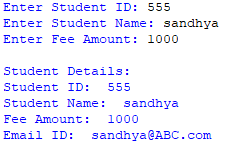 Enter Student ID: 555
Enter Student Name: sandhya
Enter Fee Amount: 1000

Student Details:
Student ID:  555
Student Name:  sandhya
Fee Amount:  1000
Email ID:  sandhya@ABC.com